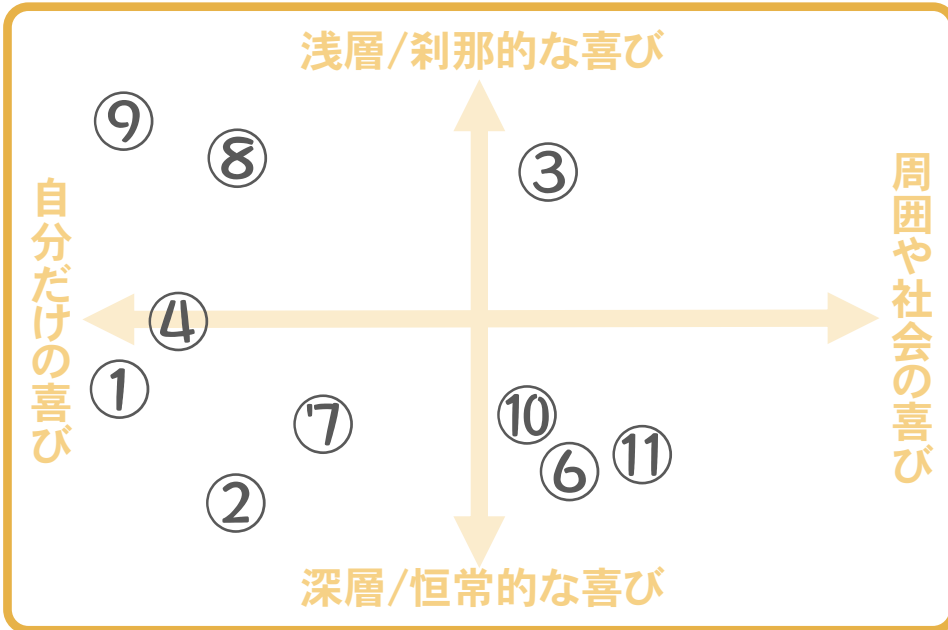 浅層/刹那的な喜び
⑨
⑧
③
自分だけの喜び
周囲や社会の喜び
④
①
⑦
⑩
⑥
⑪
②
深層/恒常的な喜び